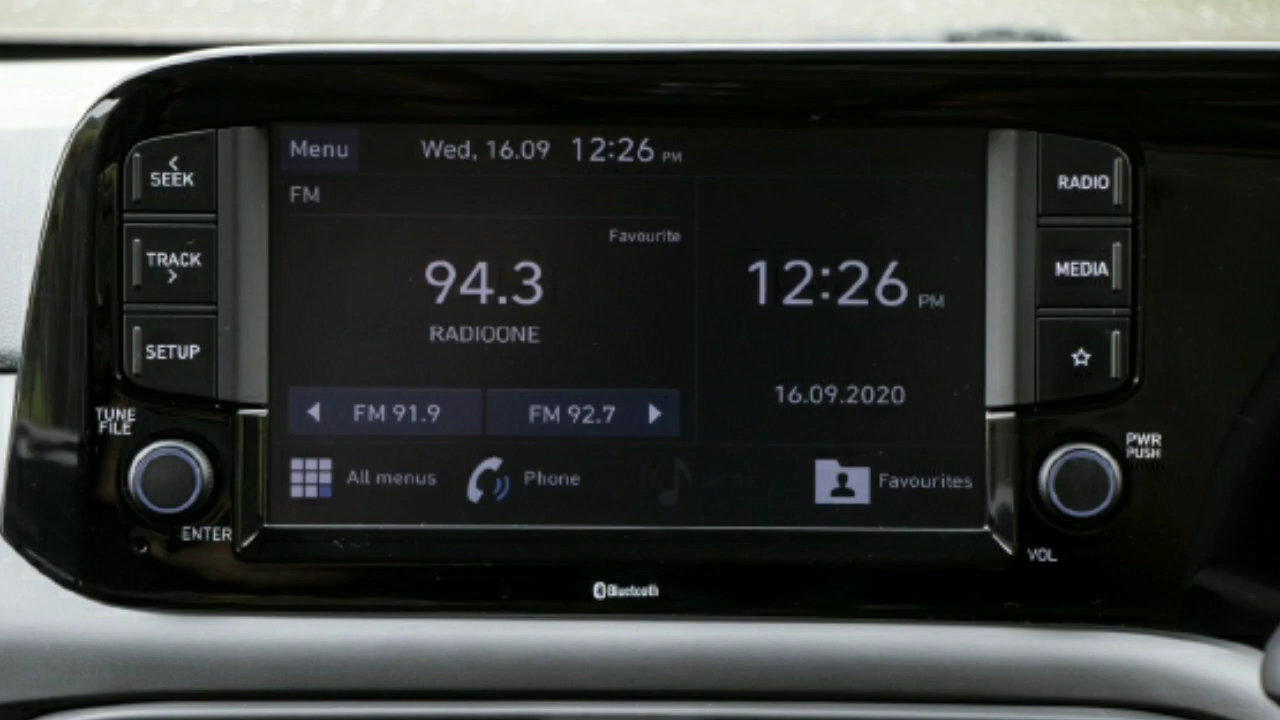 Menu
Wed, 16.09 12:26 PM
FM
Favourite
94.3
RADIOONE
FM 91.9
FM 92.7
12:26 PM
16.09.2020
All menus
Phone
Favourites
< SEEK
TRACK >
SETUP
TUNE
FILE
ENTER
RADIO
MEDIA
PWR
PUSH
VOL
Bluetooth